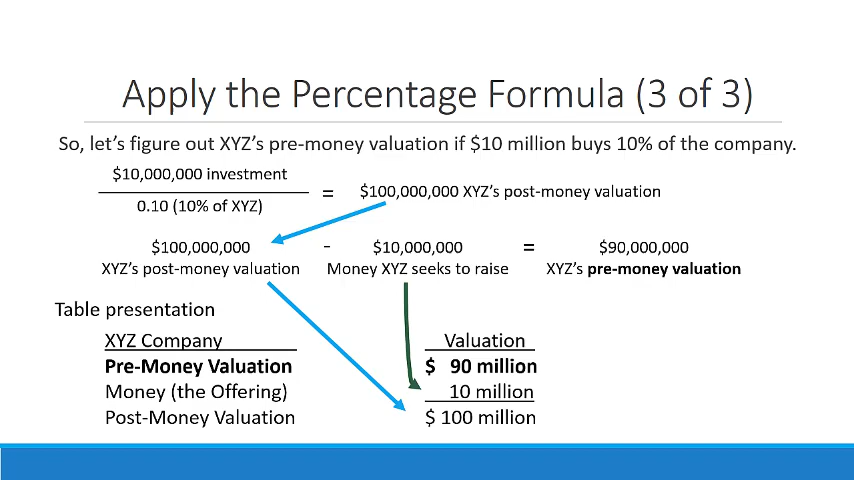 Apply the Percentage Formula (3 of 3)
So, let's figure out XYZ's pre-money valuation if $10 million buys 10% of the company.
$10,000,000 investment
0.10 (10% of XYZ)
= $100,000,000 XYZ's post-money valuation
$100,000,000 - $10,000,000 = $90,000,000
XYZ's post-money valuation Money XYZ seeks to raise XYZ's pre-money valuation
Table presentation
XYZ Company Valuation
Pre-Money Valuation $ 90 million
Money (the Offering) 10 million
Post-Money Valuation $ 100 million